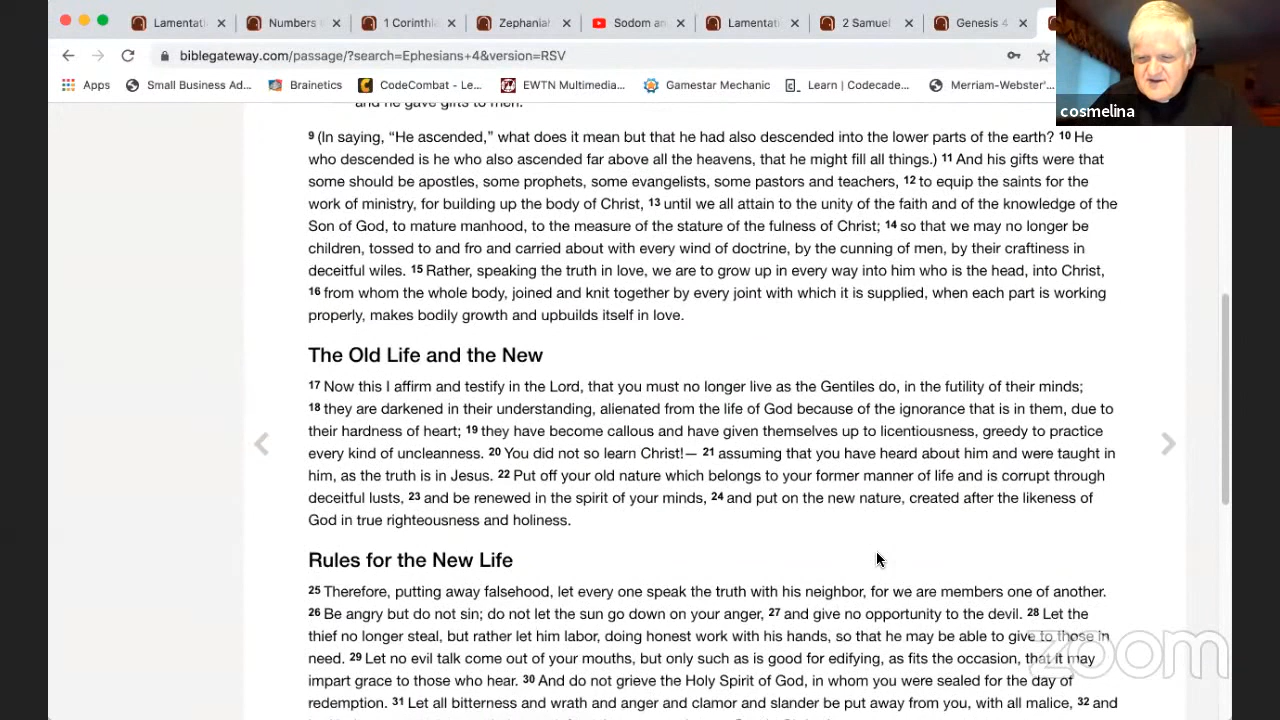 Lamentati
Numbers
1 Corinthi
Zephaniah
Sodom an
Lamentati
2 Samuel
Genesis 4
biblegateway.com/passage/?search=Ephesians+4&version=RSV
Apps
Small Business Ad...
Brainetics
CodeCombat - Le...
EWTN Multimedia...
Gamestar Mechanic
Learn | Codecade...
Merriam-Webster'...
cosmelina
and he gave gifts to men.
9 (In saying, “He ascended,” what does it mean but that he had also descended into the lower parts of the earth? 10 He
who descended is he who also ascended far above all the heavens, that he might fill all things.) 11 And his gifts were that
some should be apostles, some prophets, some evangelists, some pastors and teachers, 12 to equip the saints for the
work of ministry, for building up the body of Christ, 13 until we all attain to the unity of the faith and of the knowledge of the
Son of God, to mature manhood, to the measure of the stature of the fulness of Christ; 14 so that we may no longer be
children, tossed to and fro and carried about with every wind of doctrine, by the cunning of men, by their craftiness in
deceitful wiles. 15 Rather, speaking the truth in love, we are to grow up in every way into him who is the head, into Christ,
16 from whom the whole body, joined and knit together by every joint with which it is supplied, when each part is working
properly, makes bodily growth and upbuilds itself in love.
The Old Life and the New
17 Now this I affirm and testify in the Lord, that you must no longer live as the Gentiles do, in the futility of their minds;
18 they are darkened in their understanding, alienated from the life of God because of the ignorance that is in them, due to
their hardness of heart; 19 they have become callous and have given themselves up to licentiousness, greedy to practice
every kind of uncleanness. 20 You did not so learn Christ!— 21 assuming that you have heard about him and were taught in
him, as the truth is in Jesus. 22 Put off your old nature which belongs to your former manner of life and is corrupt through
deceitful lusts, 23 and be renewed in the spirit of your minds, 24 and put on the new nature, created after the likeness of
God in true righteousness and holiness.
Rules for the New Life
25 Therefore, putting away falsehood, let every one speak the truth with his neighbor, for we are members one of another.
26 Be angry but do not sin; do not let the sun go down on your anger, 27 and give no opportunity to the devil. 28 Let the
thief no longer steal, but rather let him labor, doing honest work with his hands, so that he may be able to give to those in
need. 29 Let no evil talk come out of your mouths, but only such as is good for edifying, as fits the occasion, that it may
impart grace to those who hear. 30 And do not grieve the Holy Spirit of God, in whom you were sealed for the day of
redemption. 31 Let all bitterness and wrath and anger and clamor and slander be put away from you, with all malice, 32 and
zoom